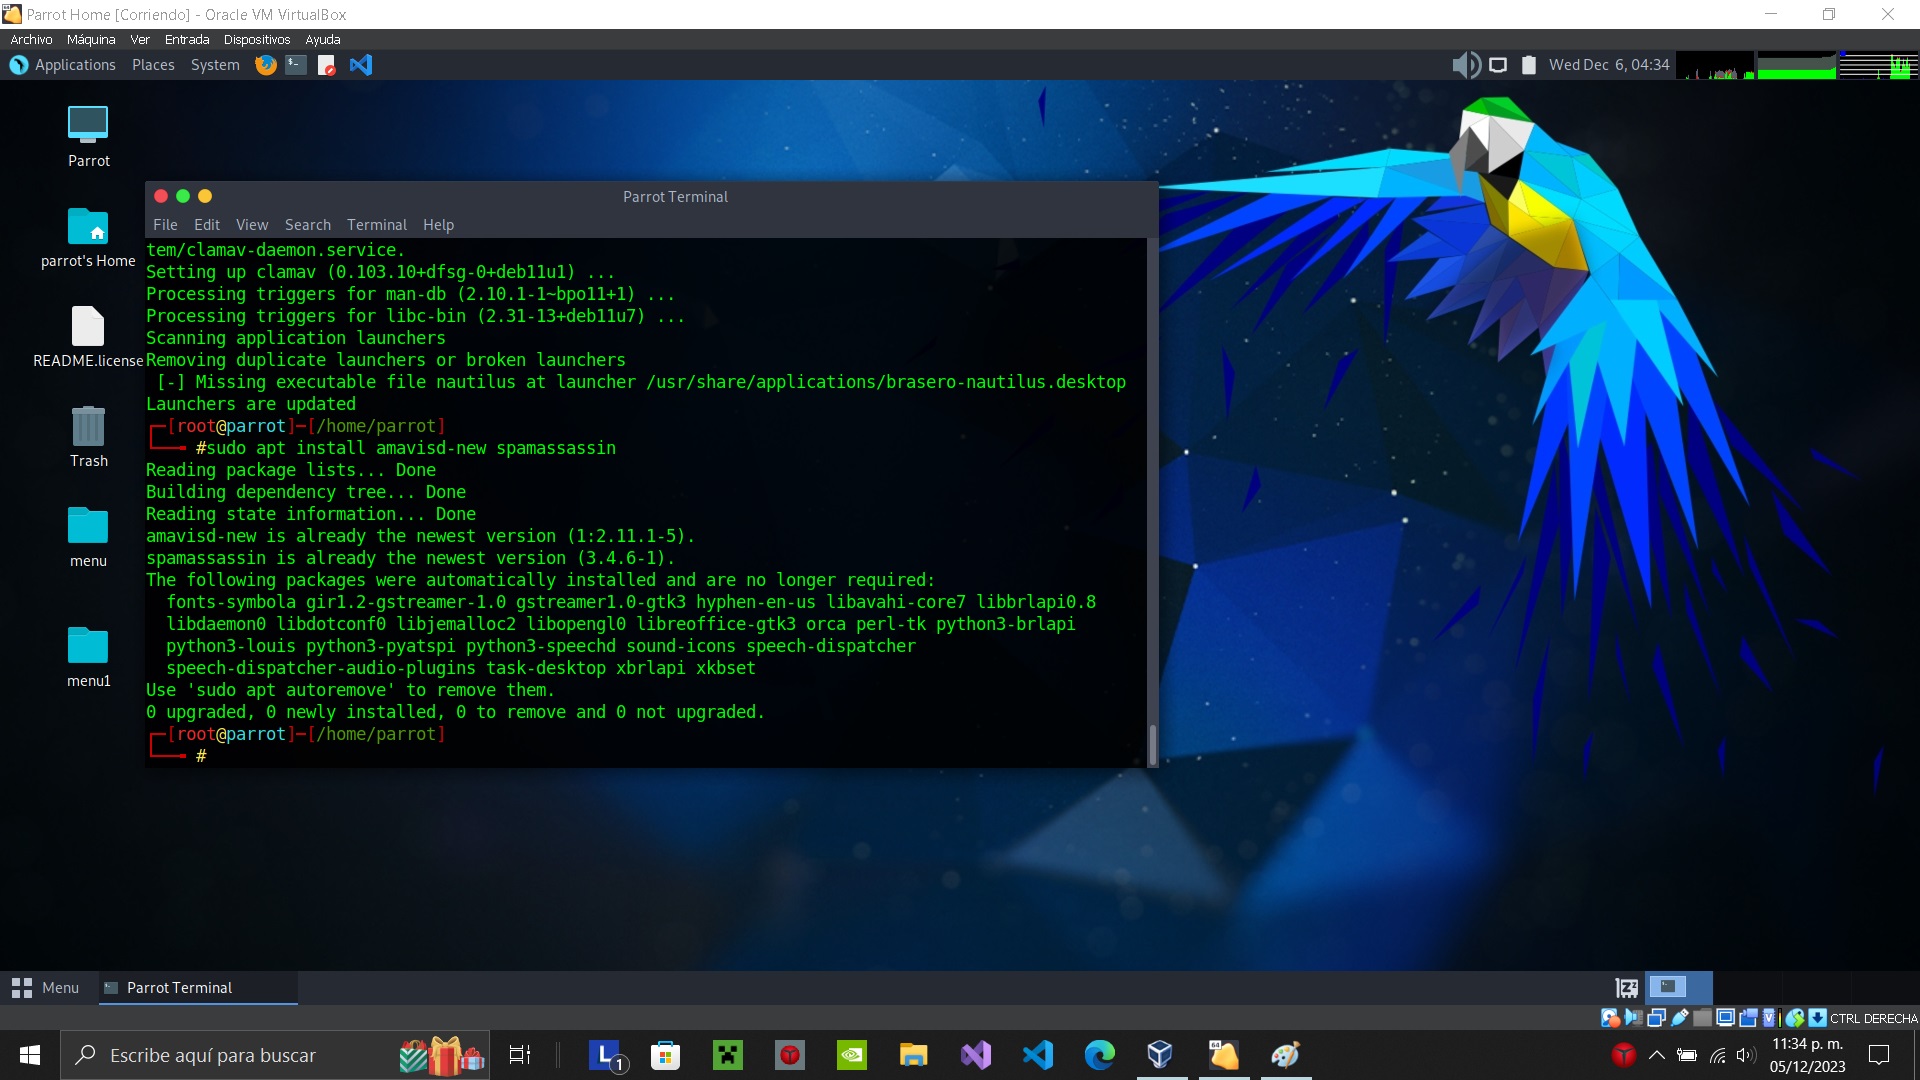 Parrot Home [Corriendo] - Oracle VM VirtualBox
Archivo Máquina Ver Entrada Dispositivos Ayuda
Applications Places System
Wed Dec 6, 04:34
Parrot
parrot's Home
README.license
Trash
menu
menu1
Parrot Terminal
File Edit View Search Terminal Help
tem/clamav-daemon.service.
Setting up clamav (0.103.10+dfsg-0+deb11u1) ...
Processing triggers for man-db (2.10.1-1~bpo11+1) ...
Processing triggers for libc-bin (2.31-13+deb11u7) ...
Scanning application launchers
Removing duplicate launchers or broken launchers
[-] Missing executable file nautilus at launcher /usr/share/applications/brasero-nautilus.desktop
Launchers are updated
┌─[root@parrot]─[/home/parrot]
└──╼ #sudo apt install amavisd-new spamassassin
Reading package lists... Done
Building dependency tree... Done
Reading state information... Done
amavisd-new is already the newest version (1:2.11.1-5).
spamassassin is already the newest version (3.4.6-1).
The following packages were automatically installed and are no longer required:
fonts-symbola gir1.2-gstreamer-1.0 gstreamer1.0-gtk3 hyphen-en-us libavahi-core7 libbrlapi0.8
libdaemon0 libdotconf0 libjemalloc2 libopengl0 libreoffice-gtk3 orca perl-tk python3-brlapi
python3-louis python3-pyatspi python3-speechd sound-icons speech-dispatcher
speech-dispatcher-audio-plugins task-desktop xbrlapi xkbset
Use 'sudo apt autoremove' to remove them.
0 upgraded, 0 newly installed, 0 to remove and 0 not upgraded.
┌─[root@parrot]─[/home/parrot]
└──╼ #
Menu
Parrot Terminal
CTRL DERECHA
Escribe aquí para buscar
L
1
64
11:34 p. m.
05/12/2023